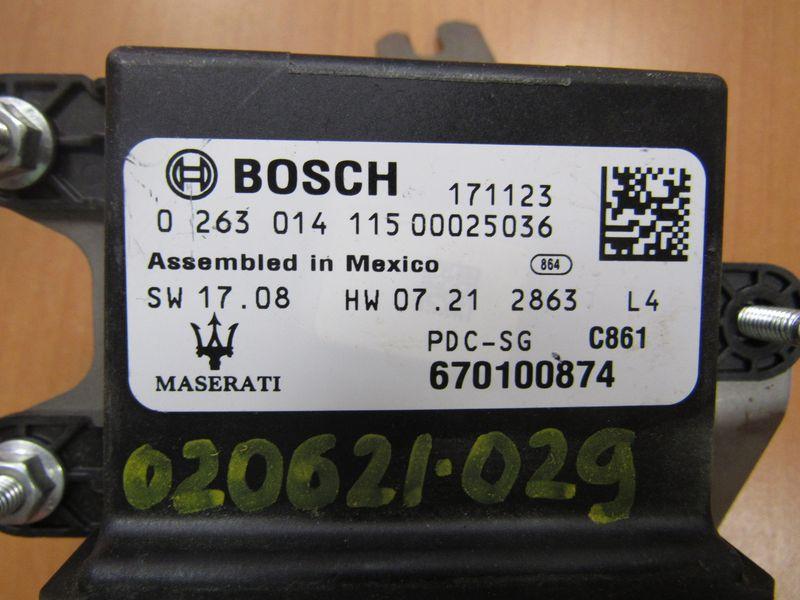 BOSCH 171123
0 263 014 115 00025036
Assembled in Mexico 864
SW 17.08 HW 07.21 2863 L4
PDC-SG C861
MASERATI 670100874
020621-029